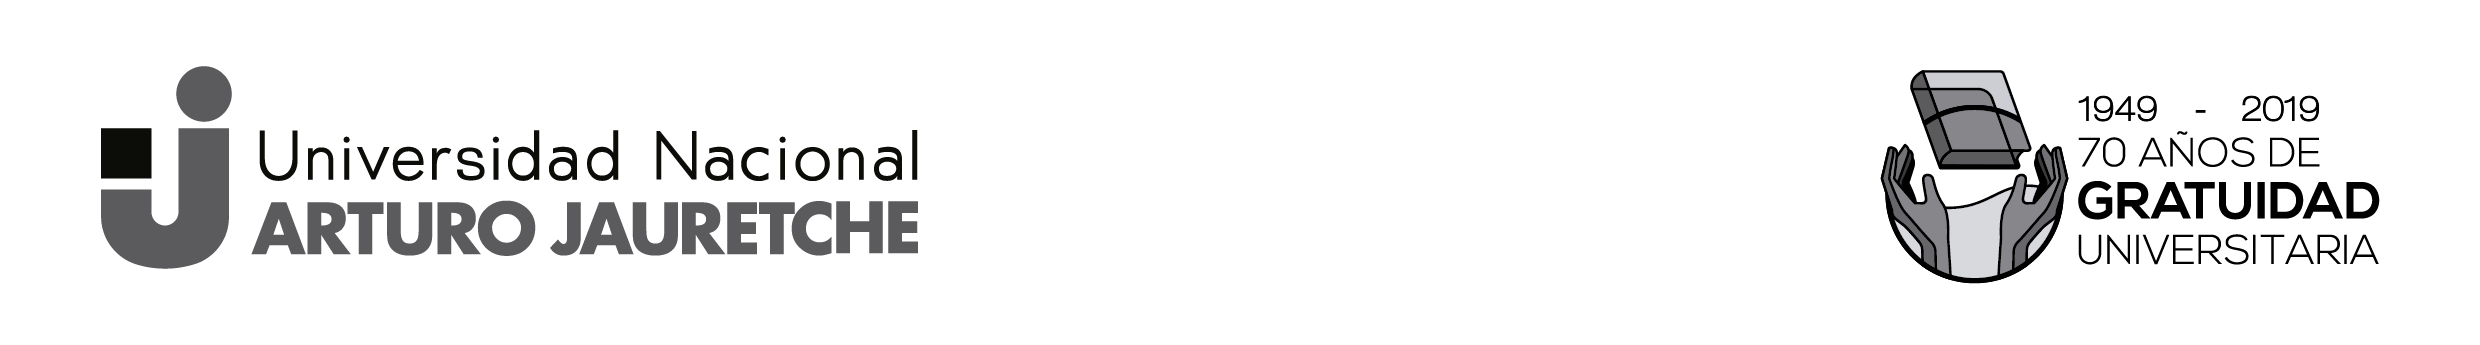 Universidad Nacional
ARTURO JAURETCHE
1949 - 2019
70 AÑOS DE
GRATUIDAD
UNIVERSITARIA